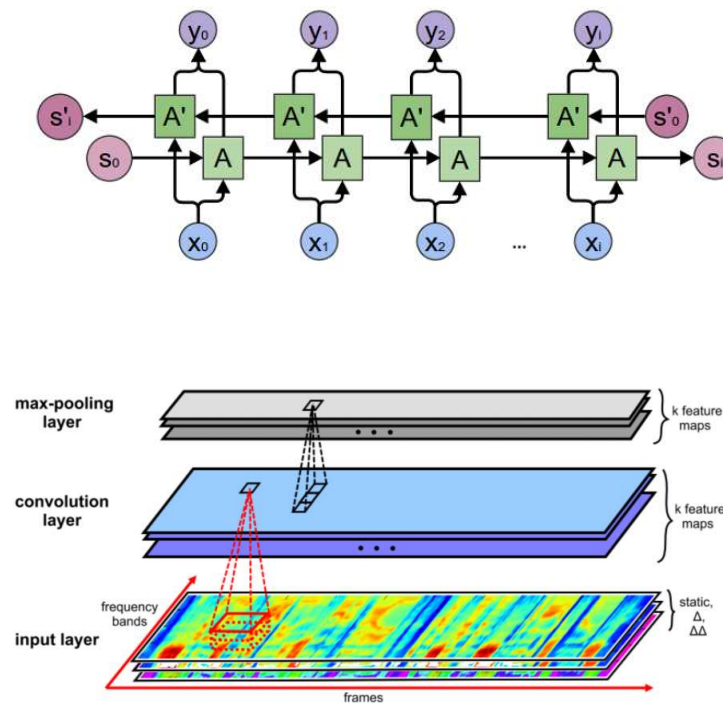 y₀ y₁ y₂ yᵢ
s'ᵢ A' A' A' A' s'₀
s₀ A A A A sᵢ
x₀ x₁ x₂ ... xᵢ
max-pooling
layer
k feature
maps
• • •
convolution
layer
k feature
maps
• • •
frequency
bands
static,
Δ,
ΔΔ
input layer
frames